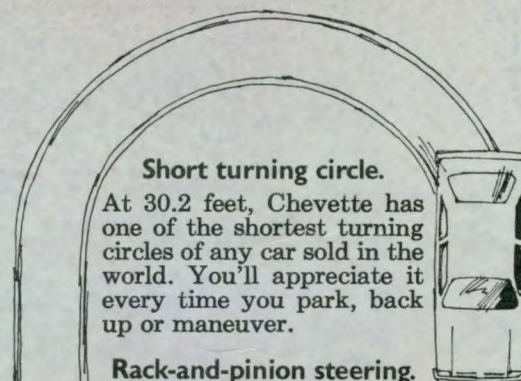 Short turning circle.
At 30.2 feet, Chevette has
one of the shortest turning
circles of any car sold in the
world. You'll appreciate it
every time you park, back
up or maneuver.
Rack-and-pinion steering.